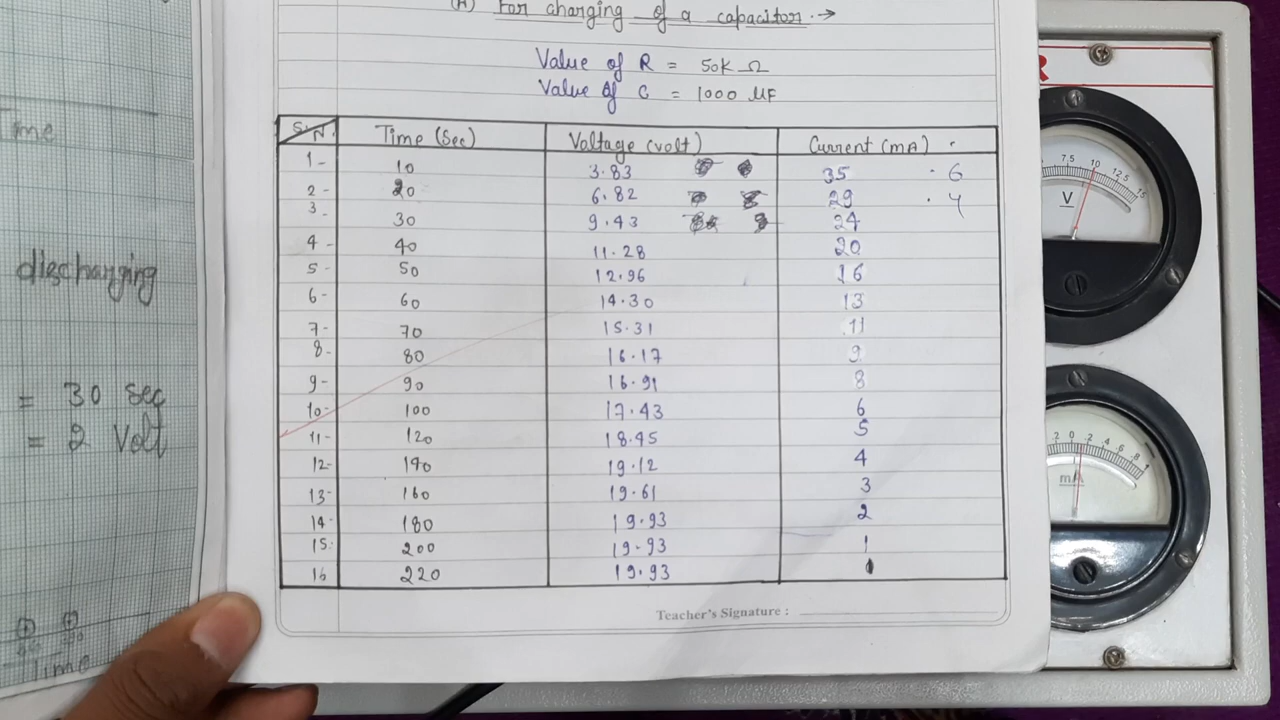 Time
discharging
= 30 sec
= 2 Volt
Time
(A) For charging of a capacitor.→
Value of R = 50K Ω
Value of C = 1000 μF
S.N. Time (Sec) Voltage (volt) Current (mA)
1- 10 3.83 35 . 6
2- 20 6.82 29 . 4
3- 30 9.43 24
4- 40 11.28 20
5- 50 12.96 16
6- 60 14.30 13
7- 70 15.31 11
8- 80 16.17 9
9- 90 16.91 8
10- 100 17.43 6
11- 120 18.45 5
12- 140 19.12 4
13- 160 19.61 3
14- 180 19.93 2
15- 200 19.93 1
16 220 19.93
Teacher's Signature :
R
7.5 10 12.5 15
V
.2 0 .2 .4 .6 .8 1
mA